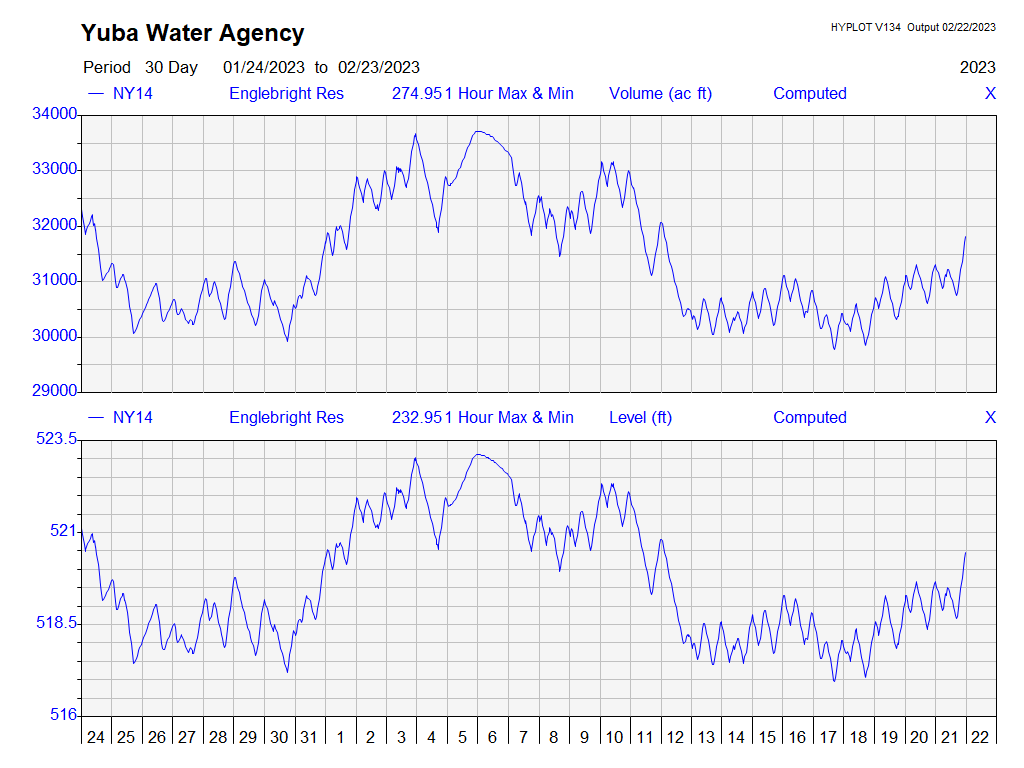 Yuba Water Agency
HYPLOT V134 Output 02/22/2023
Period 30 Day 01/24/2023 to 02/23/2023 2023
NY14 Englebright Res 274.951 Hour Max & Min Volume (ac ft) Computed X
34000
33000
32000
31000
30000
29000
NY14 Englebright Res 232.951 Hour Max & Min Level (ft) Computed X
523.5
521
518.5
516
24 25 26 27 28 29 30 31 1 2 3 4 5 6 7 8 9 10 11 12 13 14 15 16 17 18 19 20 21 22